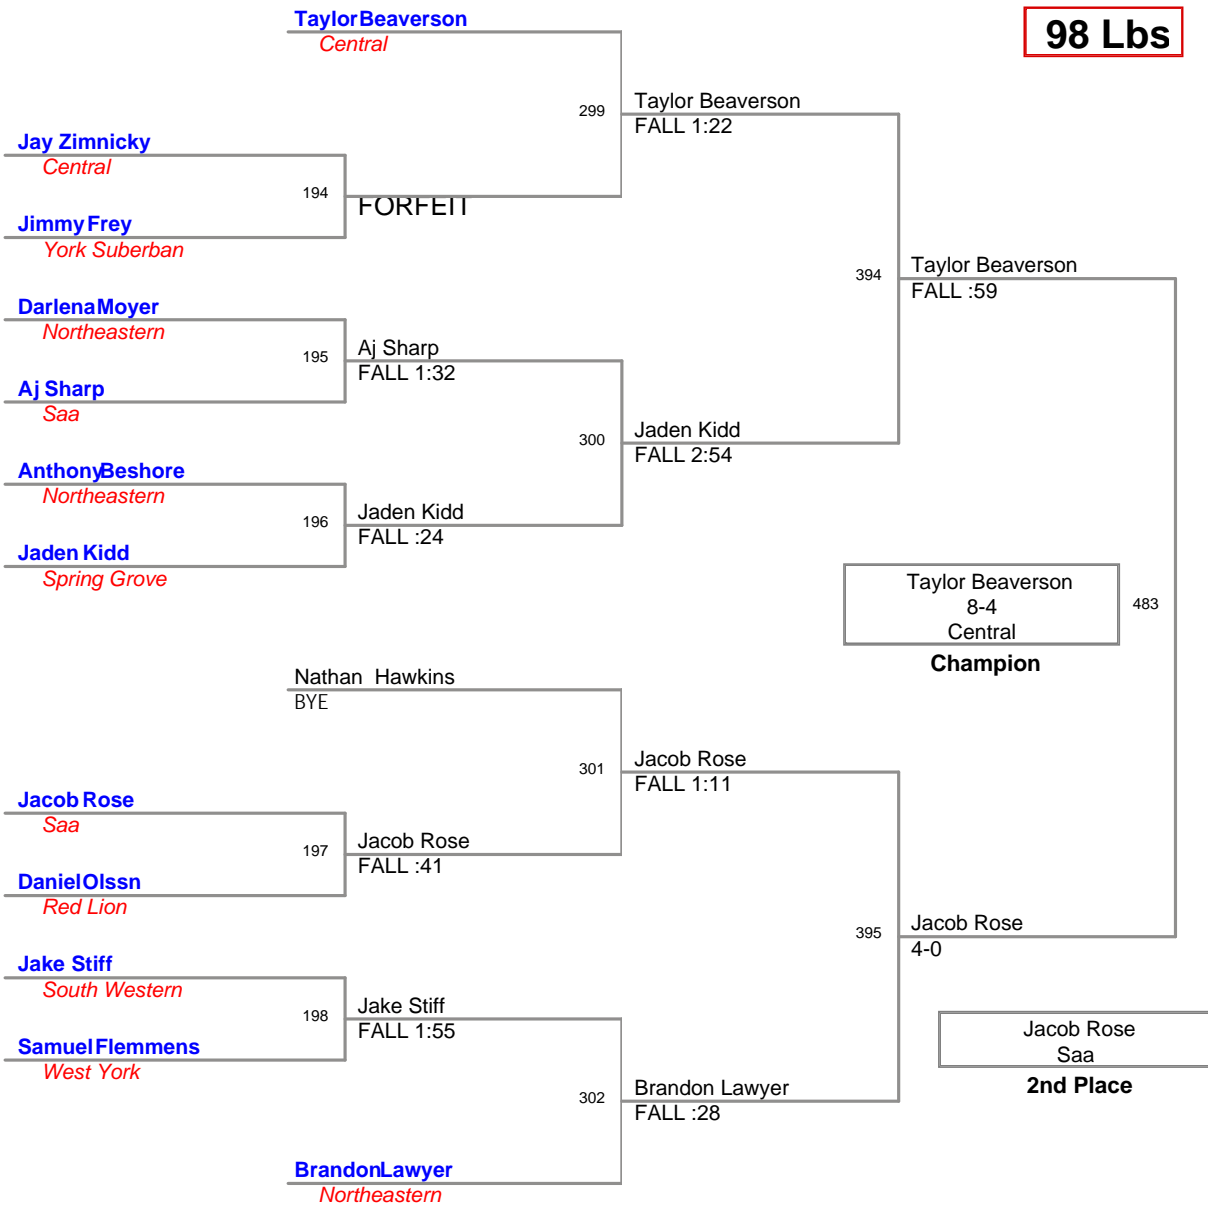 Taylor Beaverson
Central
98 Lbs
299
Taylor Beaverson
FALL 1:22
Jay Zimnicky
Central
194
FORFEIT
Jimmy Frey
York Suberban
394
Taylor Beaverson
FALL :59
Darlena Moyer
Northeastern
195
Aj Sharp
FALL 1:32
Aj Sharp
Saa
300
Jaden Kidd
FALL 2:54
Anthony Beshore
Northeastern
196
Jaden Kidd
FALL :24
Jaden Kidd
Spring Grove
Taylor Beaverson
8-4
Central
483
Champion
Nathan Hawkins
BYE
301
Jacob Rose
FALL 1:11
Jacob Rose
Saa
197
Jacob Rose
FALL :41
Daniel Olssn
Red Lion
395
Jacob Rose
4-0
Jake Stiff
South Western
198
Jake Stiff
FALL 1:55
Samuel Flemmens
West York
Jacob Rose
Saa
2nd Place
302
Brandon Lawyer
FALL :28
Brandon Lawyer
Northeastern